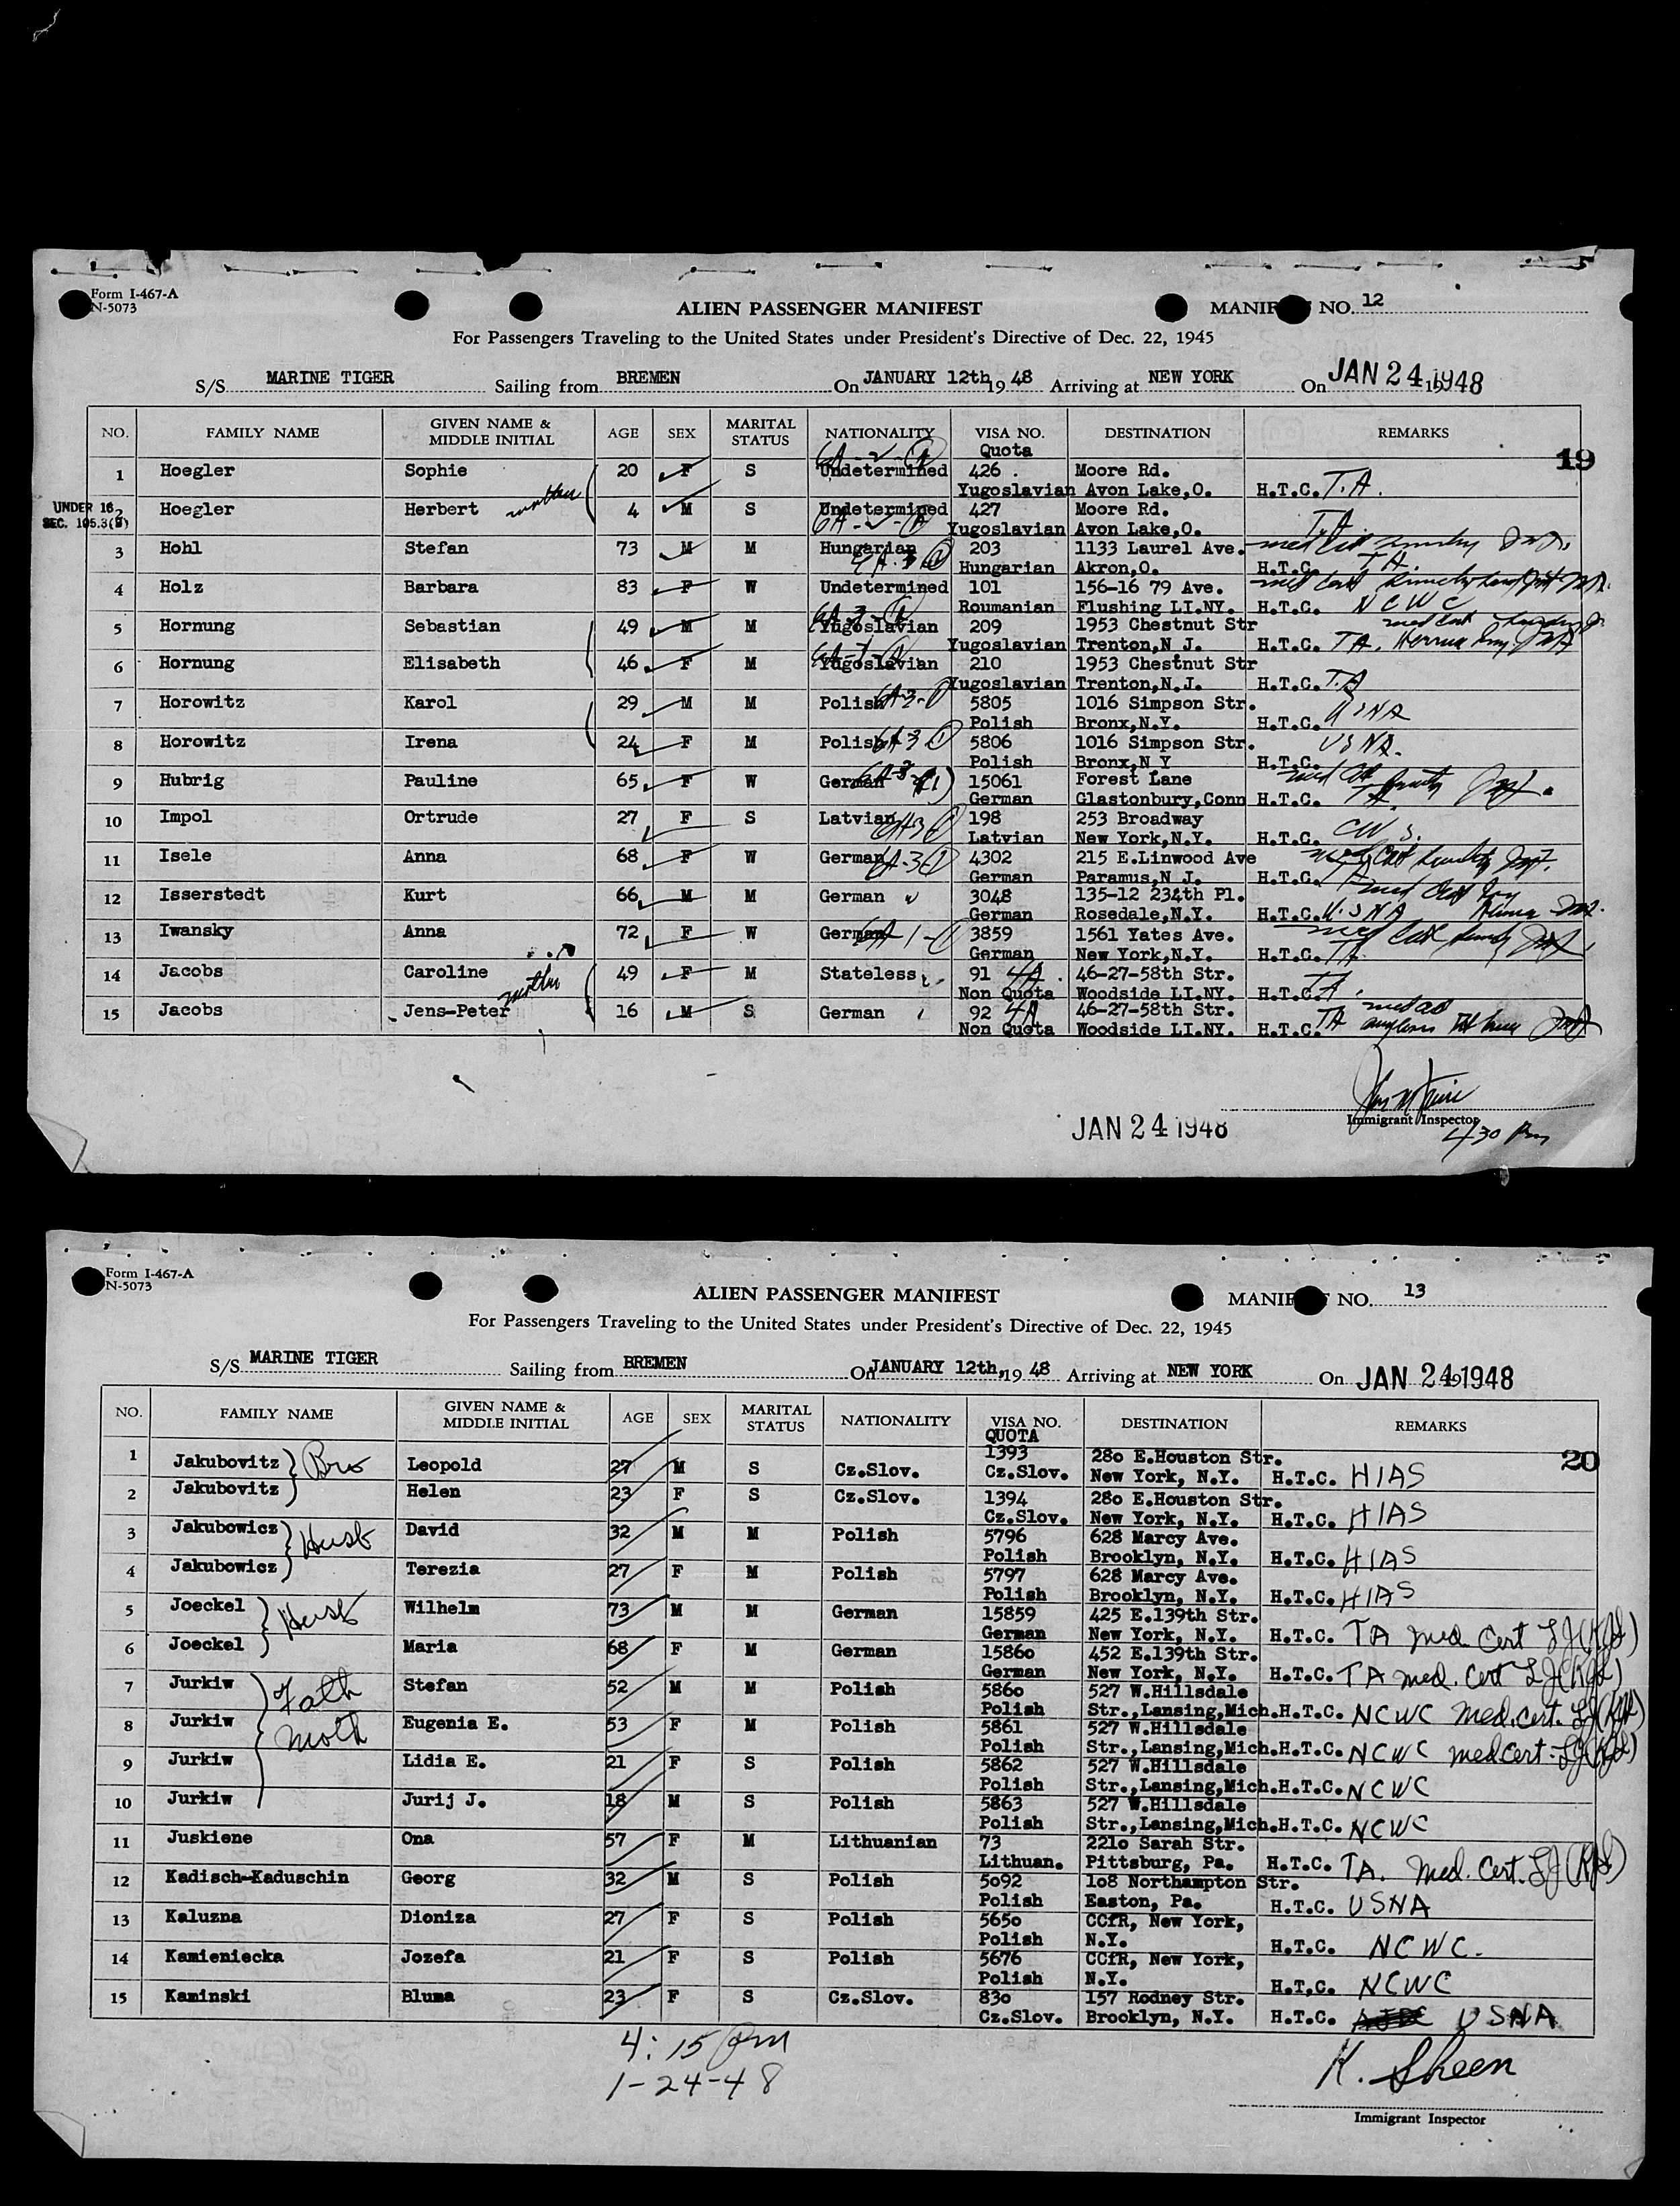 Form I-467-A
N-5073
ALIEN PASSENGER MANIFEST
MANIF NO. 12
For Passengers Traveling to the United States under President's Directive of Dec. 22, 1945
S/S MARINE TIGER Sailing from BREMEN On JANUARY 12th, 19 48 Arriving at NEW YORK On JAN 24 1948
NO. FAMILY NAME GIVEN NAME & MIDDLE INITIAL AGE SEX MARITAL STATUS NATIONALITY VISA NO. DESTINATION REMARKS
Quota
19
1 Hoegler Sophie 20 F S Undetermined 426 Moore Rd.
Yugoslavian Avon Lake,O. H.T.C. T.A.
UNDER 16
SEC. 105.3(5)
2 Hoegler Herbert mother 4 M S Undetermined 427 Moore Rd.
Yugoslavian Avon Lake,O. T.A.
3 Hohl Stefan 73 M M Hungarian 203 1133 Laurel Ave.
Hungarian Akron,O. H.T.C. T.A.
4 Holz Barbara 83 F W Undetermined 101 156-16 79 Ave.
Roumanian Flushing LI.NY. H.T.C. NCWC
5 Hornung Sebastian 49 M M Yugoslavian 209 1953 Chestnut Str
Yugoslavian Trenton,N J. H.T.C. TA.
6 Hornung Elisabeth 46 F M Yugoslavian 210 1953 Chestnut Str
Yugoslavian Trenton,N.J. H.T.C. T.A
7 Horowitz Karol 29 M M Polish 5805 1016 Simpson Str.
Polish Bronx,N.Y. H.T.C. USNA
8 Horowitz Irena 24 F M Polish 5806 1016 Simpson Str.
Polish Bronx,N Y H.T.C. USNA.
9 Hubrig Pauline 65 F W German 15061 Forest Lane
German Glastonbury,Conn H.T.C. TA.
10 Impol Ortrude 27 F S Latvian 198 253 Broadway
Latvian New York,N.Y. H.T.C. CWS.
11 Isele Anna 68 F W German 4302 215 E.Linwood Ave
German Paramus,N J. H.T.C. TA
12 Isserstedt Kurt 66 M M German 3048 135-12 234th Pl.
German Rosedale,N.Y. H.T.C. USNA
13 Iwansky Anna 72 F W German 3859 1561 Yates Ave.
German New York,N.Y. H.T.C. TA
14 Jacobs Caroline 49 F M Stateless 91 4A 46-27-58th Str.
Non Quota Woodside LI.NY. H.T.C. TA.
15 Jacobs Jens-Peter mother 16 M S German 92 4A 46-27-58th Str.
Non Quota Woodside LI.NY. H.T.C. TA
JAN 24 1948
Immigrant Inspector
4 30 Pm
Form I-467-A
N-5073
ALIEN PASSENGER MANIFEST
MANIF NO. 13
For Passengers Traveling to the United States under President's Directive of Dec. 22, 1945
S/S MARINE TIGER Sailing from BREMEN On JANUARY 12th, 19 48 Arriving at NEW YORK On JAN 24 1948
NO. FAMILY NAME GIVEN NAME & MIDDLE INITIAL AGE SEX MARITAL STATUS NATIONALITY VISA NO. DESTINATION REMARKS
QUOTA
20
1 Jakubovitz Bro Leopold 27 M S Cz.Slov. 1393 280 E.Houston Str.
Cz.Slov. New York, N.Y. H.T.C. HIAS
2 Jakubovitz Helen 23 F S Cz.Slov. 1394 280 E.Houston Str.
Cz.Slov. New York, N.Y. H.T.C. HIAS
3 Jakubowicz Husb David 32 M M Polish 5796 628 Marcy Ave.
Polish Brooklyn, N.Y. H.T.C. HIAS
4 Jakubowicz Terezia 27 F M Polish 5797 628 Marcy Ave.
Polish Brooklyn, N.Y. H.T.C. HIAS
5 Joeckel Husb Wilhelm 73 M M German 15859 425 E.139th Str.
German New York, N.Y. H.T.C. TA med. Cert
6 Joeckel Maria 68 F M German 15860 452 E.139th Str.
German New York, N.Y. H.T.C. TA med. Cert
7 Jurkiw Fath Stefan 52 M M Polish 5860 527 W.Hillsdale
Polish Str.,Lansing,Mich. H.T.C. NCWC Med. Cert.
8 Jurkiw Moth Eugenia E. 53 F M Polish 5861 527 W.Hillsdale
Polish Str.,Lansing,Mich. H.T.C. NCWC med Cert.
9 Jurkiw Lidia E. 21 F S Polish 5862 527 W.Hillsdale
Polish Str.,Lansing,Mich. H.T.C. NCWC
10 Jurkiw Jurij J. 18 M S Polish 5863 527 W.Hillsdale
Polish Str.,Lansing,Mich. H.T.C. NCWC
11 Juskiene Ona 57 F M Lithuanian 73 2210 Sarah Str.
Lithuan. Pittsburg, Pa. H.T.C. TA. Med. Cert.
12 Kadisch-Kaduschin Georg 32 M S Polish 5092 108 Northampton Str.
Polish Easton, Pa. H.T.C. USNA
13 Kaluzna Dioniza 27 F S Polish 5650 CCfR, New York,
Polish N.Y. H.T.C. NCWC.
14 Kamieniecka Jozefa 21 F S Polish 5676 CCfR, New York,
Polish N.Y. H.T.C. NCWC
15 Kaminski Bluma 23 F S Cz.Slov. 830 157 Rodney Str.
Cz.Slov. Brooklyn, N.Y. H.T.C. USNA
4:15 pm
1-24-48
K. Sheen
Immigrant Inspector